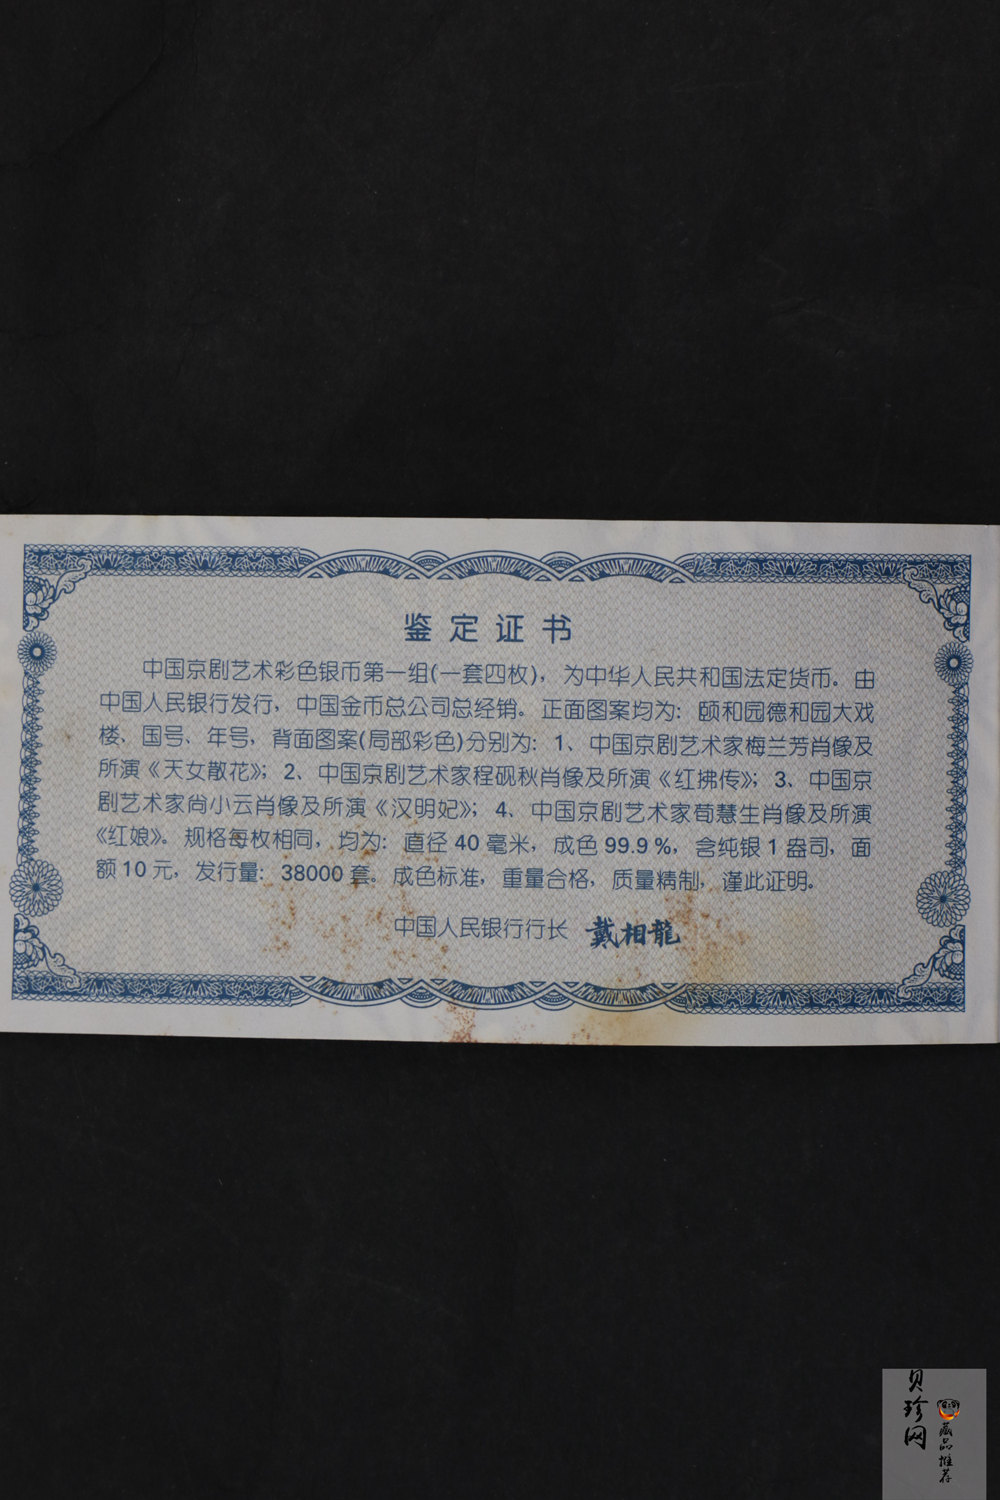 鉴定证书
中国京剧艺术彩色银币第一组(一套四枚)，为中华人民共和国法定货币。由
中国人民银行发行，中国金币总公司总经销。正面图案均为：颐和园德和园大戏
楼、国号、年号，背面图案(局部彩色)分别为：1、中国京剧艺术家梅兰芳肖像及
所演《天女散花》；2、中国京剧艺术家程砚秋肖像及所演《红拂传》；3、中国京
剧艺术家尚小云肖像及所演《汉明妃》；4、中国京剧艺术家荀慧生肖像及所演
《红娘》。规格每枚相同，均为：直径40毫米，成色99.9%，含纯银1盎司，面
额10元，发行量：38000套。成色标准，重量合格，质量精制，谨此证明。
中国人民银行行长 戴相龍
贝珍网
藏品推荐